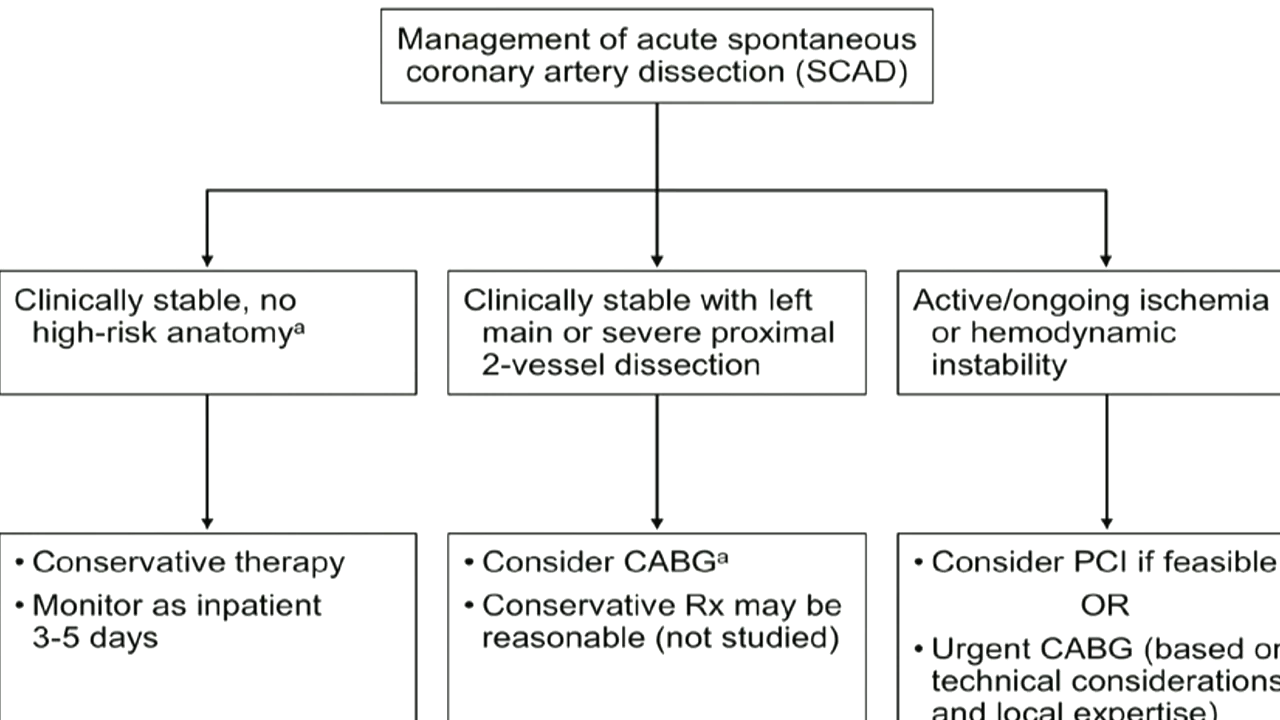 Management of acute spontaneous
coronary artery dissection (SCAD)
Clinically stable, no
high-risk anatomyᵃ
Clinically stable with left
main or severe proximal
2-vessel dissection
Active/ongoing ischemia
or hemodynamic
instability
• Conservative therapy
• Monitor as inpatient
3-5 days
• Consider CABGᵃ
• Conservative Rx may be
reasonable (not studied)
• Consider PCI if feasible
OR
• Urgent CABG (based on
technical considerations
and local expertise)